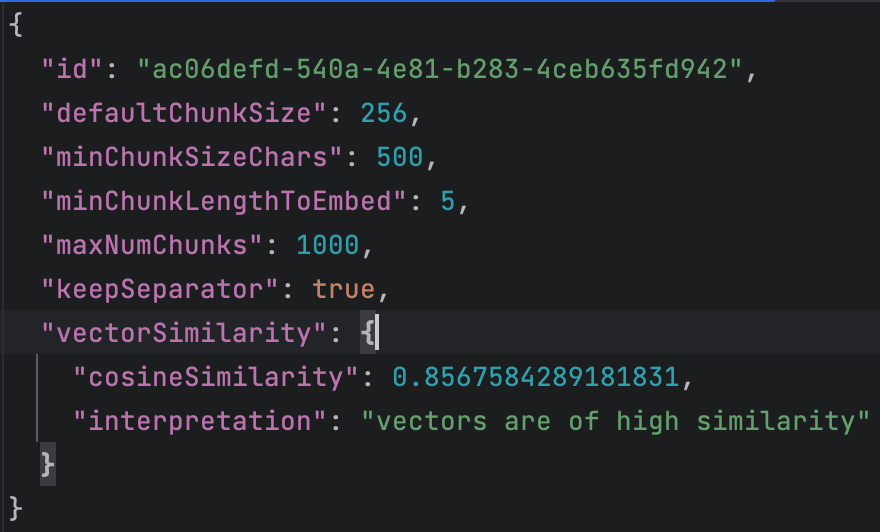 {
  "id": "ac06defd-540a-4e81-b283-4ceb635fd942",
  "defaultChunkSize": 256,
  "minChunkSizeChars": 500,
  "minChunkLengthToEmbed": 5,
  "maxNumChunks": 1000,
  "keepSeparator": true,
  "vectorSimilarity": {
    "cosineSimilarity": 0.8567584289181831,
    "interpretation": "vectors are of high similarity"
  }
}